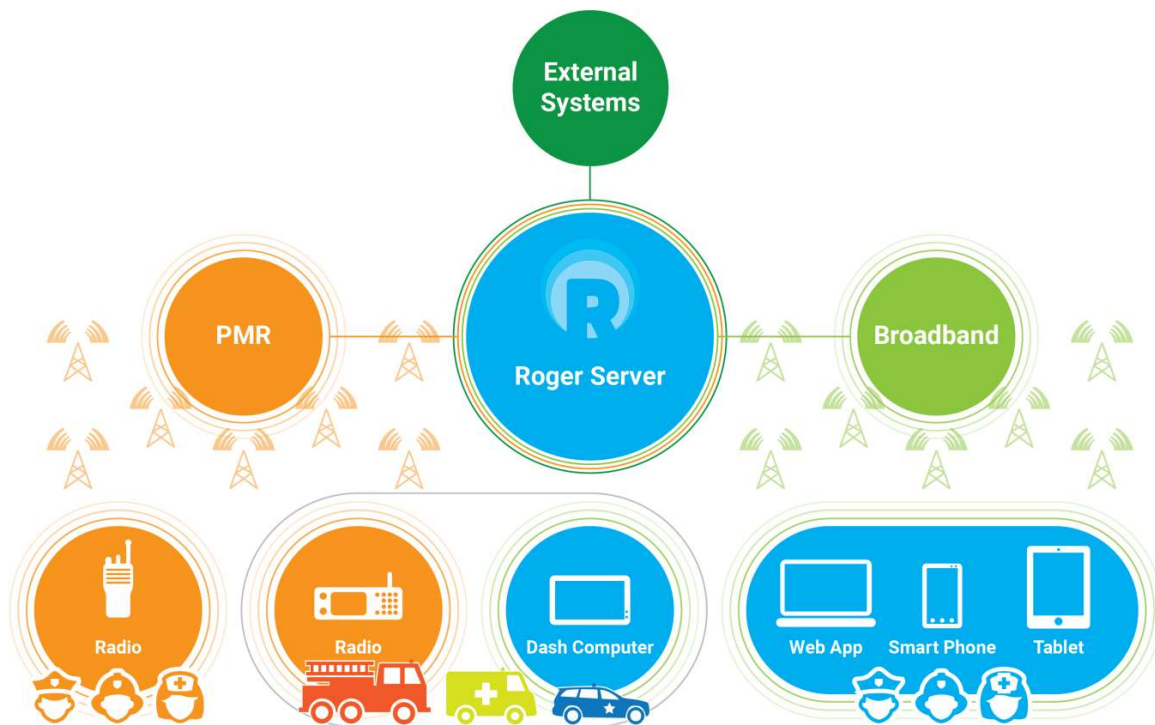 External
Systems
PMR
R
Roger Server
Broadband
Radio
Radio
Dash Computer
Web App
Smart Phone
Tablet